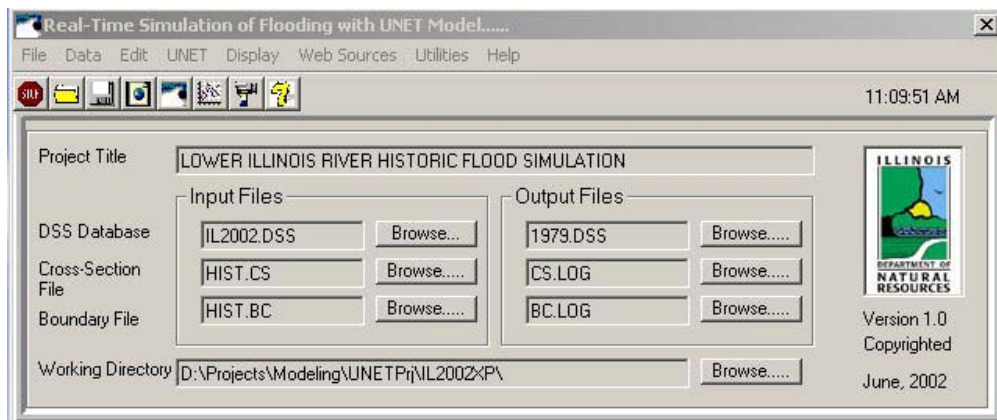 Real-Time Simulation of Flooding with UNET Model......
File Data Edit UNET Display Web Sources Utilities Help
11:09:51 AM
Project Title
LOWER ILLINOIS RIVER HISTORIC FLOOD SIMULATION
Input Files
Output Files
DSS Database
IL2002.DSS
Browse...
1979.DSS
Browse.....
Cross-Section
File
HIST.CS
Browse.....
CS.LOG
Browse.....
Boundary File
HIST.BC
Browse.....
BC.LOG
Browse.....
Working Directory
D:\Projects\Modeling\UNETPrj\IL2002XP\
Browse.....
ILLINOIS
DEPARTMENT OF
NATURAL
RESOURCES
Version 1.0
Copyrighted
June, 2002